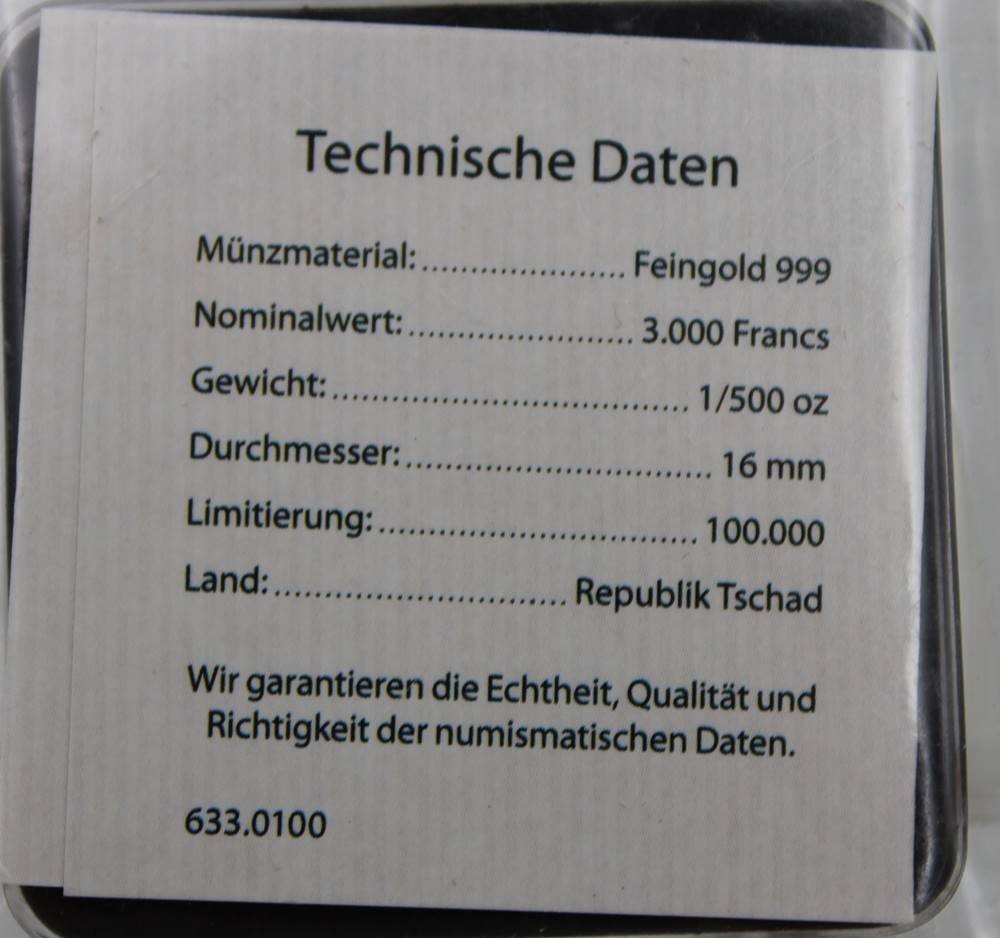 Technische Daten
Münzmaterial:..................... Feingold 999
Nominalwert:....................... 3.000 Francs
Gewicht:.................................... 1/500 oz
Durchmesser:............................... 16 mm
Limitierung:................................ 100.000
Land:............................. Republik Tschad
Wir garantieren die Echtheit, Qualität und
Richtigkeit der numismatischen Daten.
633.0100